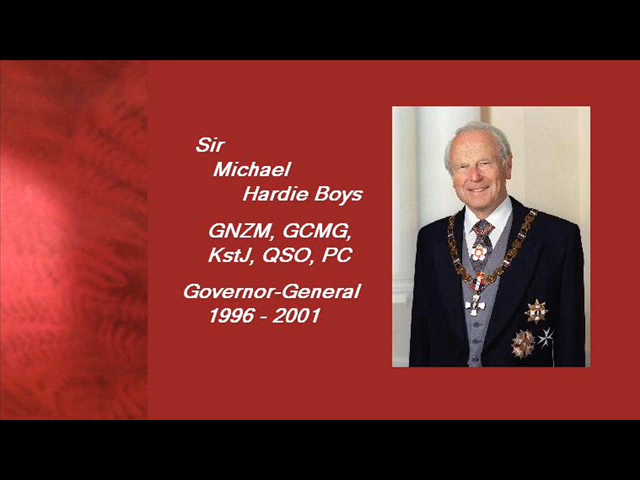 Sir
Michael
Hardie Boys
GNZM, GCMG,
KstJ, QSO, PC
Governor-General
1996 - 2001